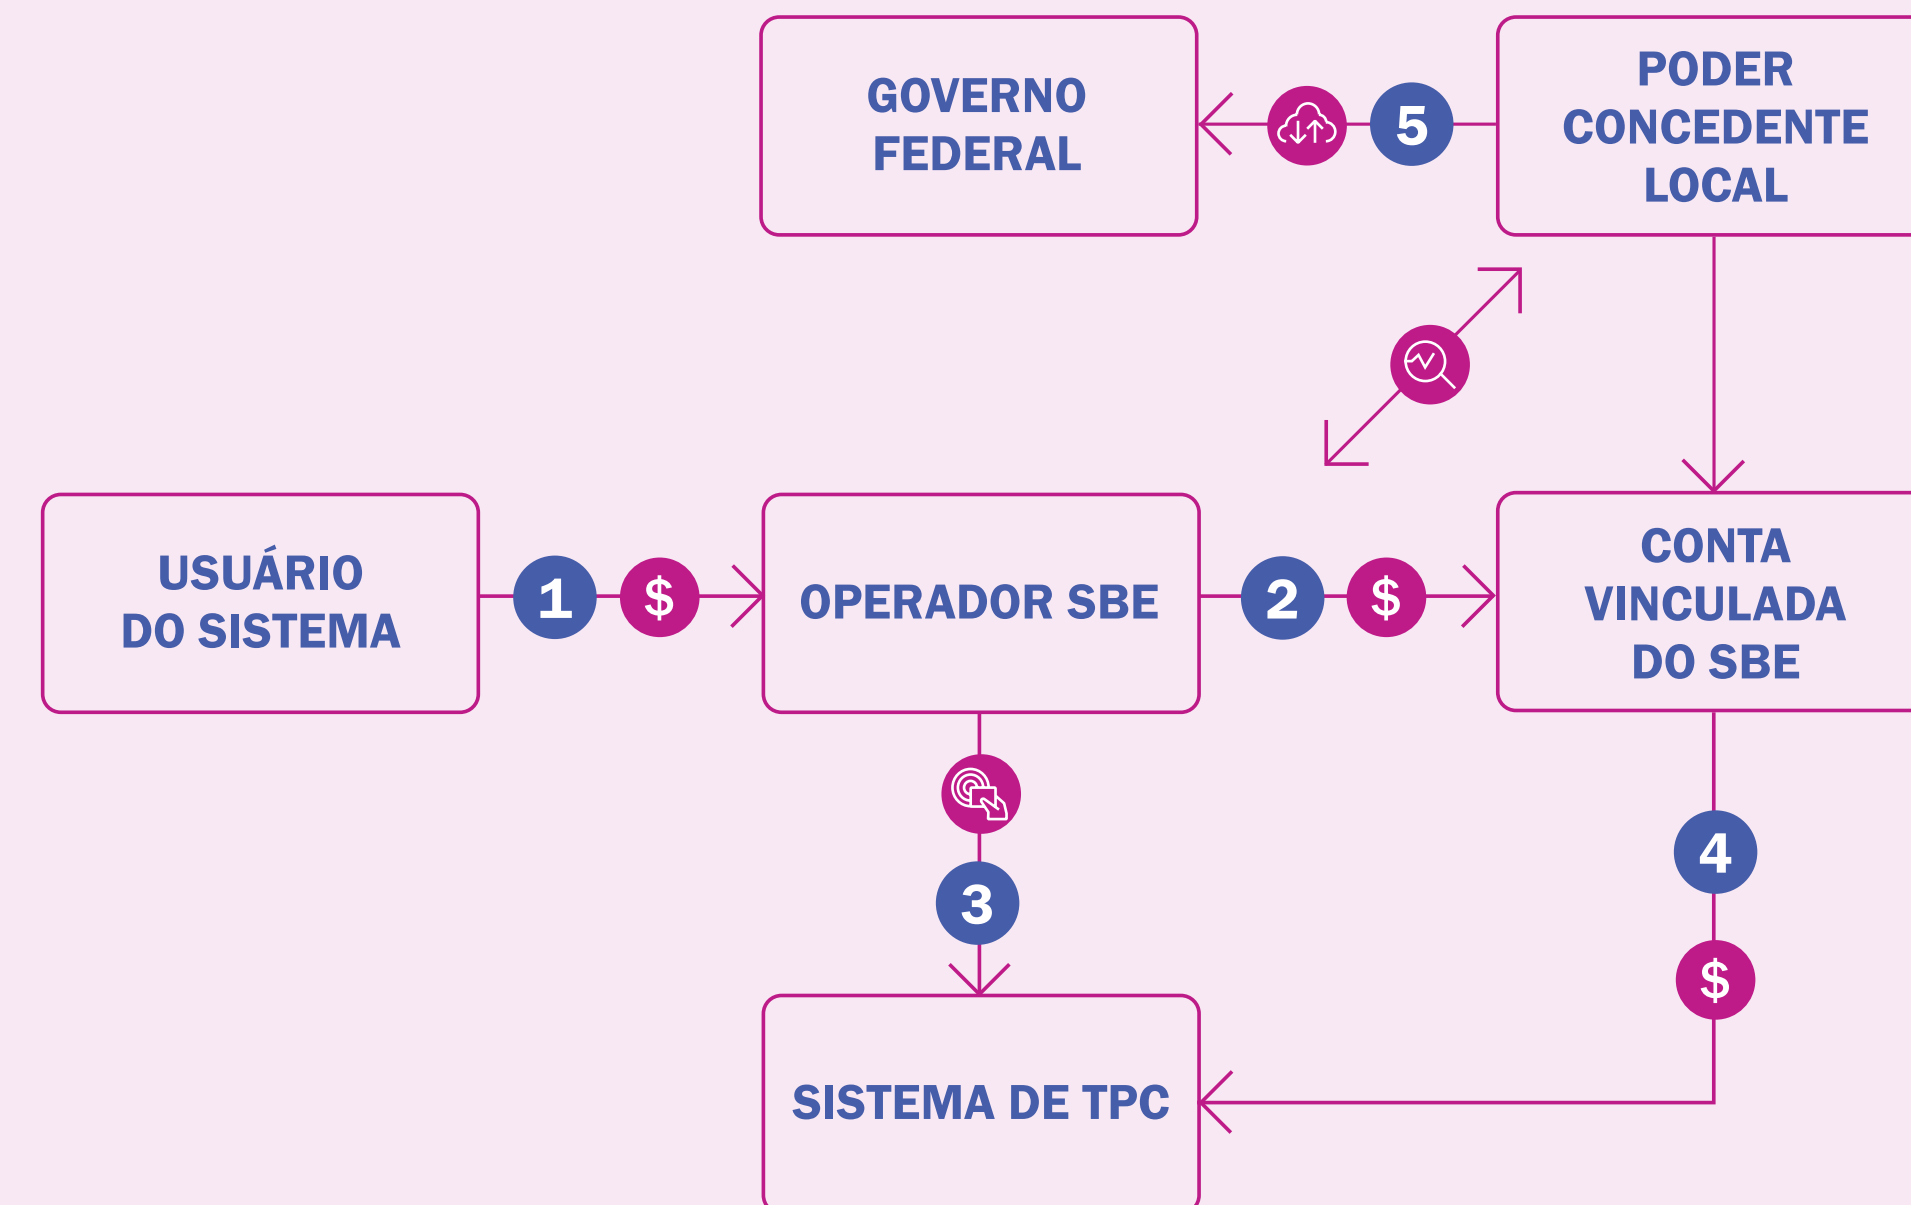 GOVERNO
FEDERAL
5
PODER
CONCEDENTE
LOCAL
USUÁRIO
DO SISTEMA
1
$
OPERADOR SBE
2
$
CONTA
VINCULADA
DO SBE
3
4
$
SISTEMA DE TPC